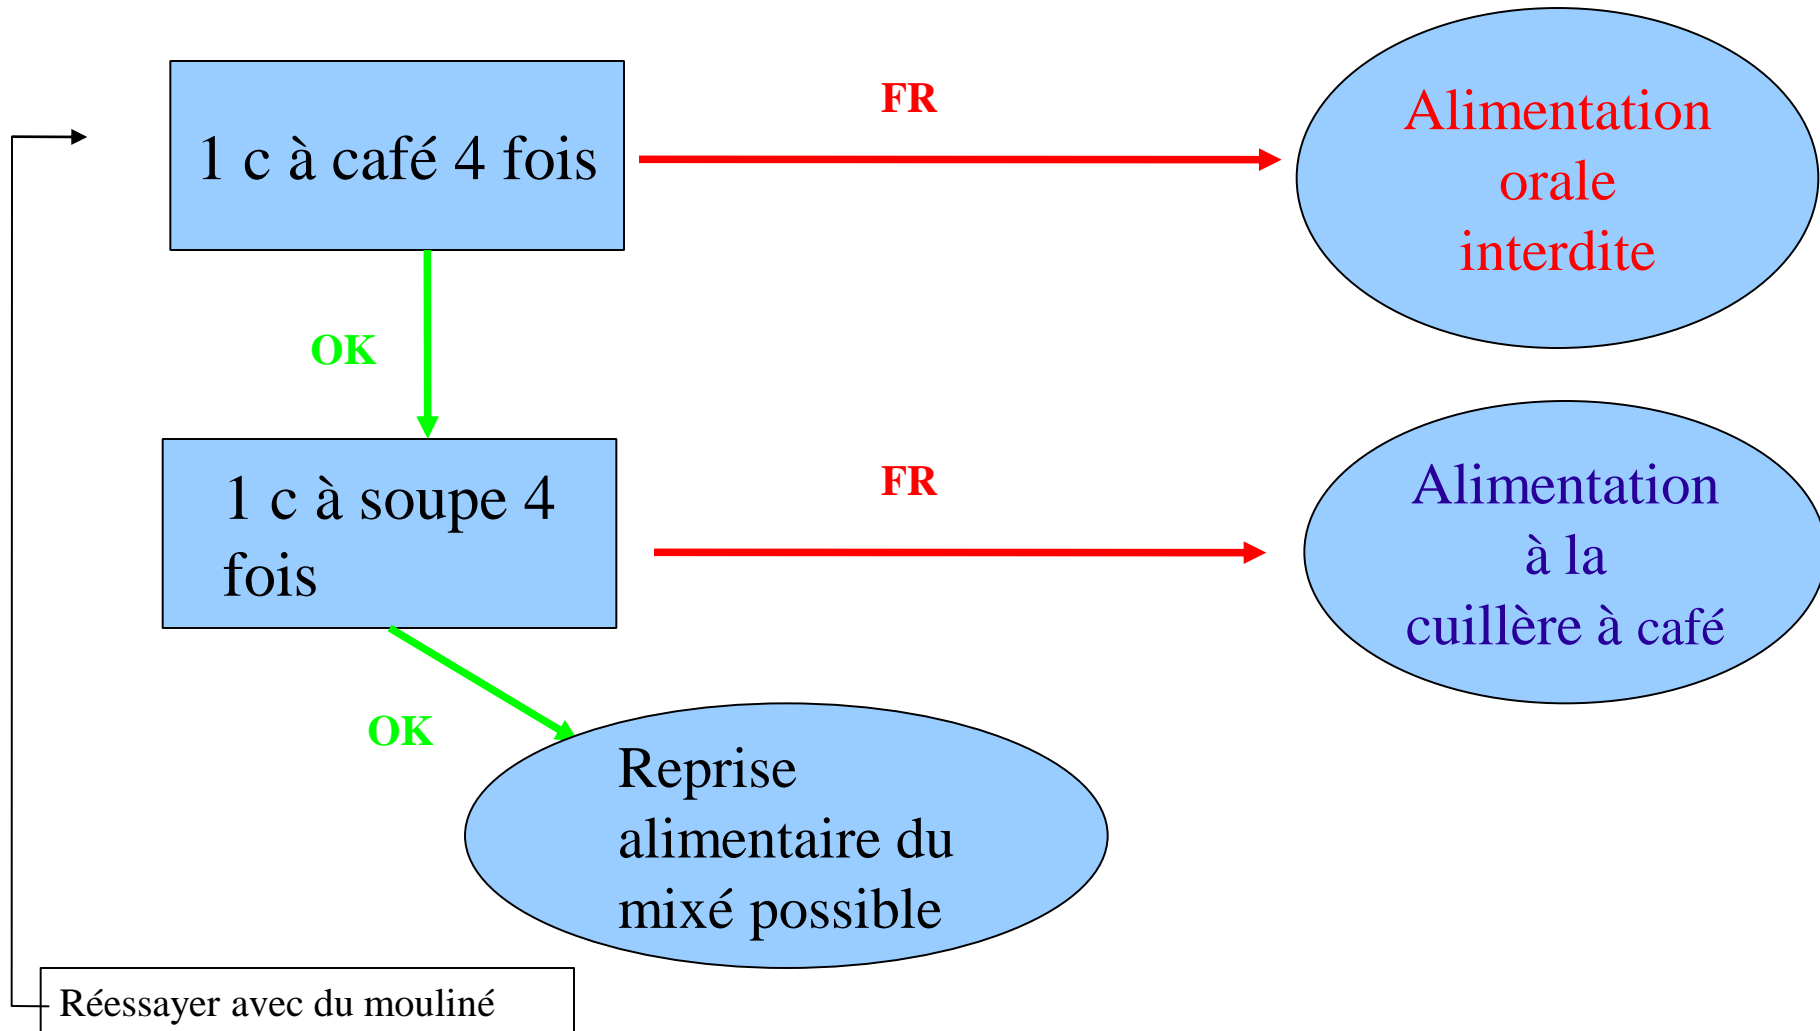 1 c à café 4 fois
FR
Alimentation
orale
interdite
OK
1 c à soupe 4
fois
FR
Alimentation
à la
cuillère à café
OK
Reprise
alimentaire du
mixé possible
Réessayer avec du mouliné